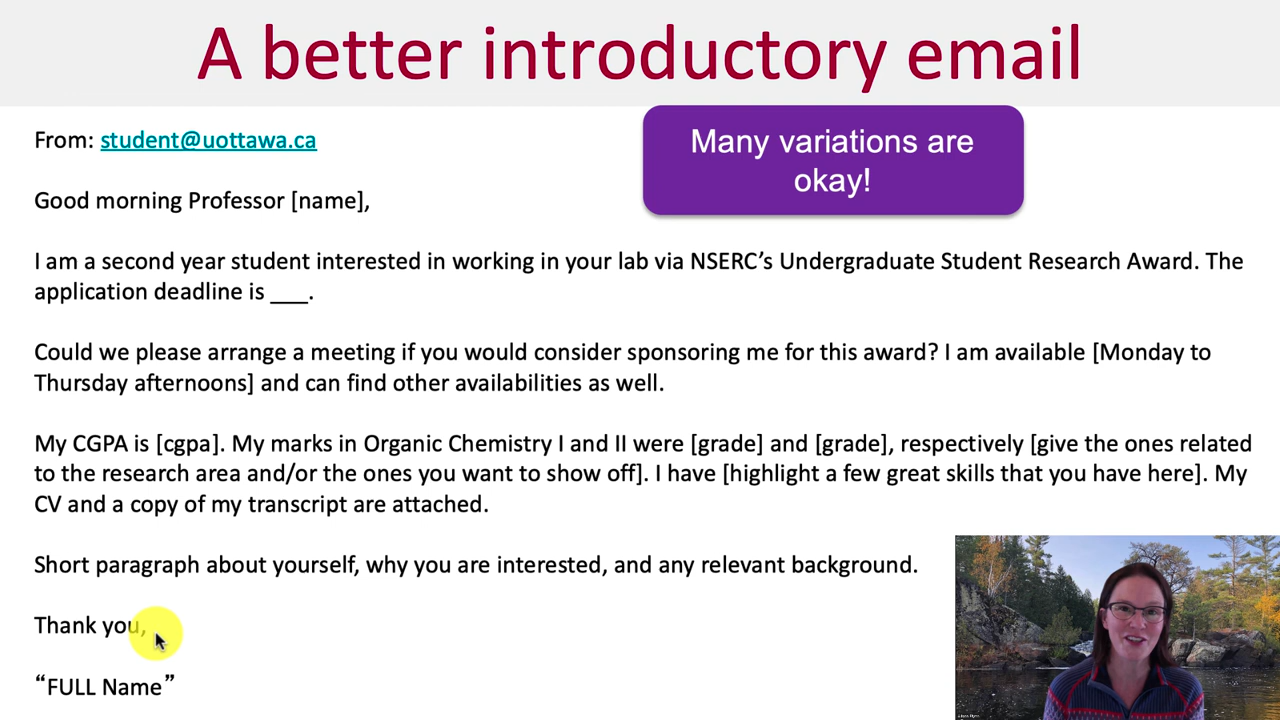 A better introductory email
From: student@uottawa.ca
Many variations are
okay!
Good morning Professor [name],
I am a second year student interested in working in your lab via NSERC’s Undergraduate Student Research Award. The
application deadline is ___.
Could we please arrange a meeting if you would consider sponsoring me for this award? I am available [Monday to
Thursday afternoons] and can find other availabilities as well.
My CGPA is [cgpa]. My marks in Organic Chemistry I and II were [grade] and [grade], respectively [give the ones related
to the research area and/or the ones you want to show off]. I have [highlight a few great skills that you have here]. My
CV and a copy of my transcript are attached.
Short paragraph about yourself, why you are interested, and any relevant background.
Thank you,
“FULL Name”